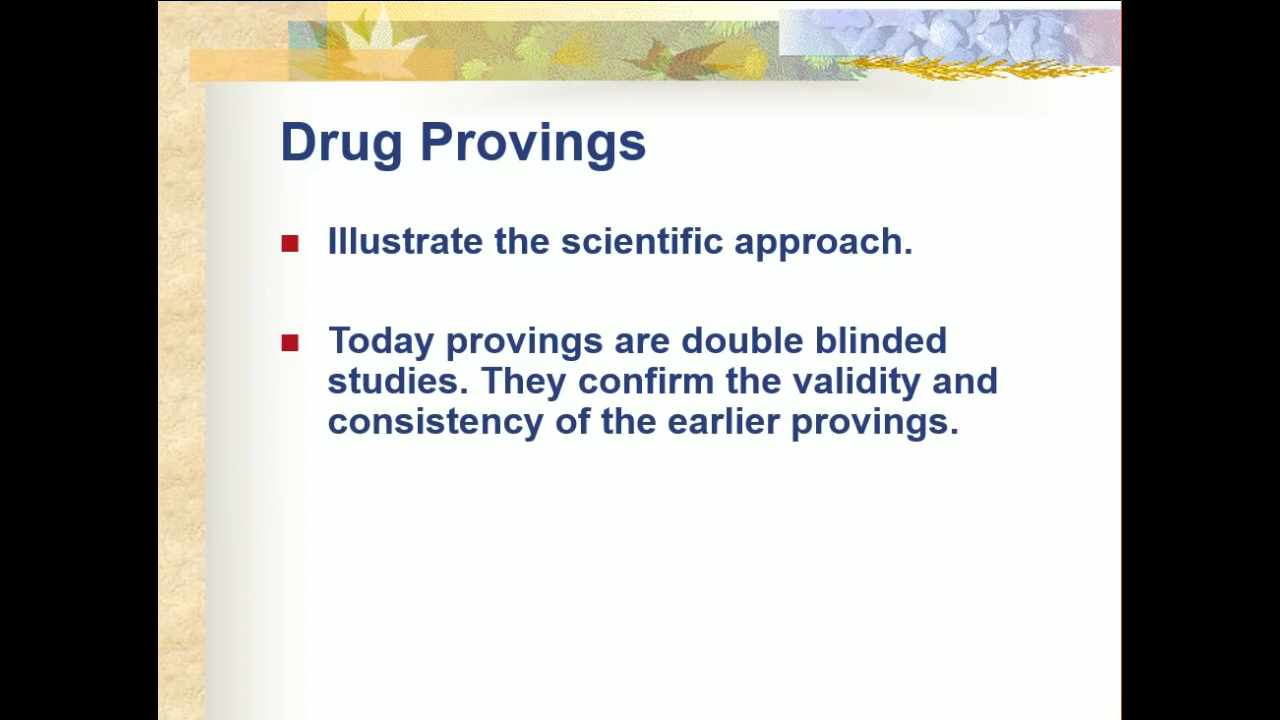 Drug Provings
Illustrate the scientific approach.
Today provings are double blinded
studies. They confirm the validity and
consistency of the earlier provings.